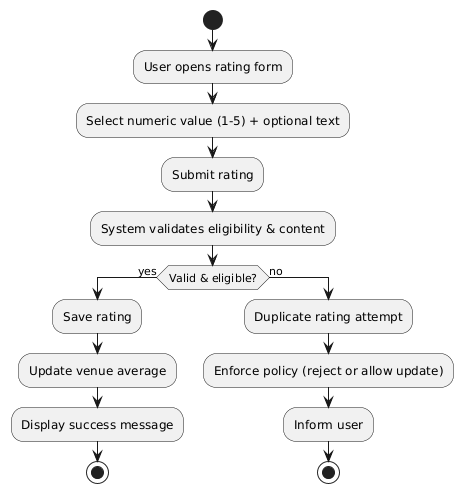 User opens rating form
Select numeric value (1-5) + optional text
Submit rating
System validates eligibility & content
yes
Valid & eligible?
no
Save rating
Duplicate rating attempt
Update venue average
Enforce policy (reject or allow update)
Display success message
Inform user